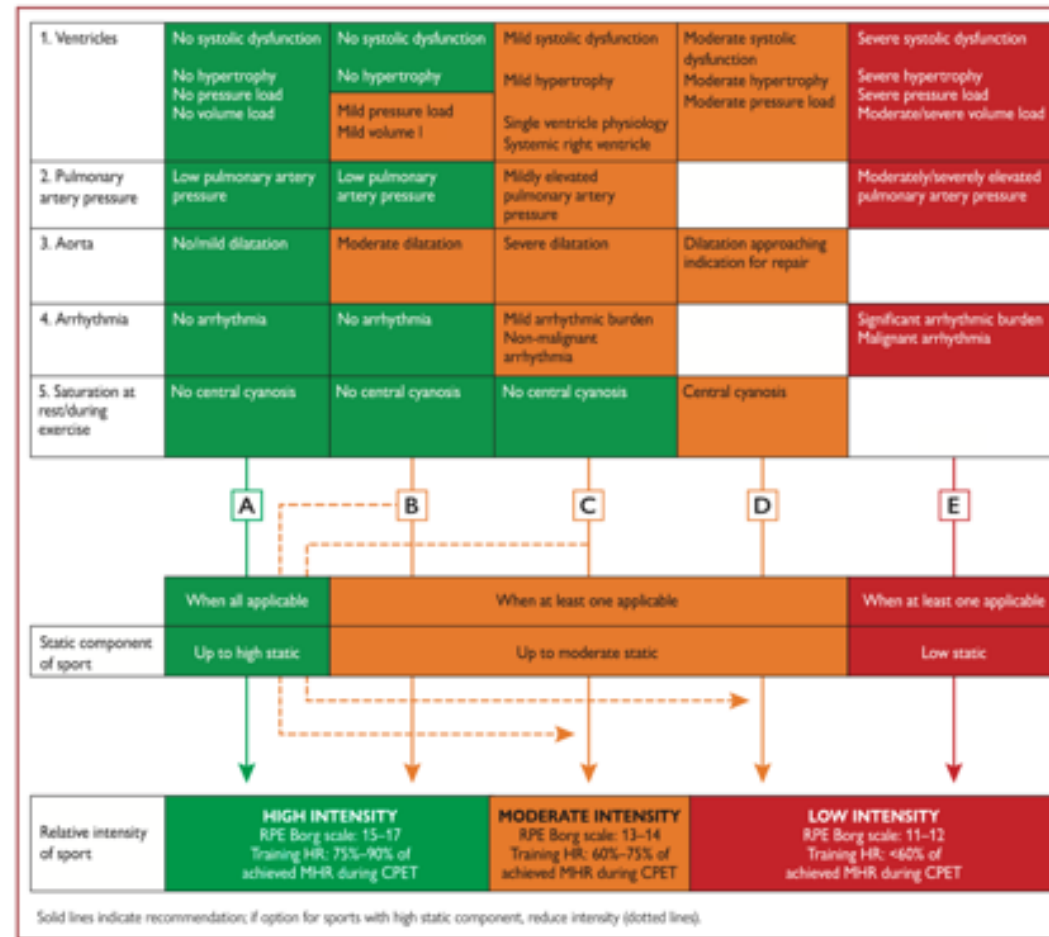 1. Ventricles
No systolic dysfunction
No hypertrophy
No pressure load
No volume load
No systolic dysfunction
No hypertrophy
Mild pressure load
Mild volume l
Mild systolic dysfunction
Mild hypertrophy
Single ventricle physiology
Systemic right ventricle
Moderate systolic
dysfunction
Moderate hypertrophy
Moderate pressure load
Severe systolic dysfunction
Severe hypertrophy
Severe pressure load
Moderate/severe volume load
2. Pulmonary
artery pressure
Low pulmonary artery
pressure
Low pulmonary
artery pressure
Mildly elevated
pulmonary artery
pressure
Moderately/severely elevated
pulmonary artery pressure
3. Aorta
No/mild dilatation
Moderate dilatation
Severe dilatation
Dilatation approaching
indication for repair
4. Arrhythmia
No arrhythmia
No arrhythmia
Mild arrhythmic burden
Non-malignant
arrhythmia
Significant arrhythmic burden
Malignant arrhythmia
5. Saturation at
rest/during
exercise
No central cyanosis
No central cyanosis
No central cyanosis
Central cyanosis
A
B
C
D
E
When all applicable
When at least one applicable
When at least one applicable
Static component
of sport
Up to high static
Up to moderate static
Low static
Relative intensity
of sport
HIGH INTENSITY
RPE Borg scale: 15–17
Training HR: 75%–90% of
achieved MHR during CPET
MODERATE INTENSITY
RPE Borg scale: 13–14
Training HR: 60%–75% of
achieved MHR during CPET
LOW INTENSITY
RPE Borg scale: 11–12
Training HR: <60% of
achieved MHR during CPET
Solid lines indicate recommendation; if option for sports with high static component, reduce intensity (dotted lines).